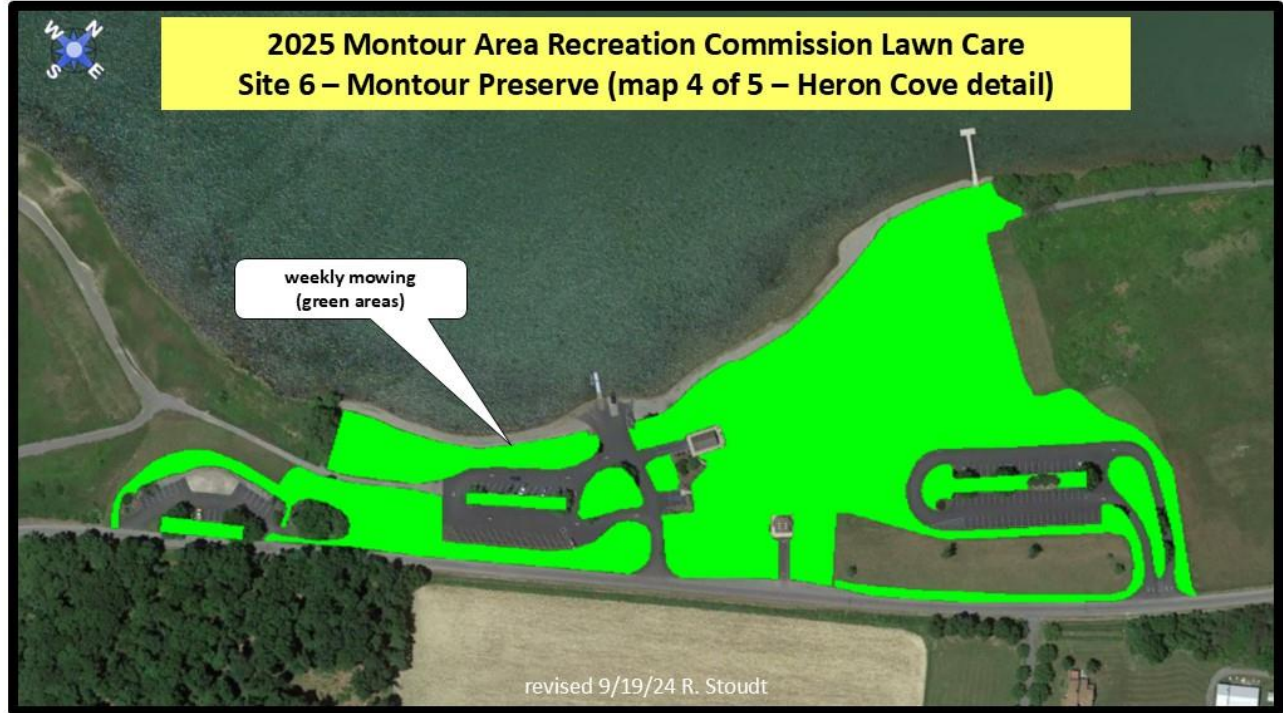 W N
S E
2025 Montour Area Recreation Commission Lawn Care
Site 6 – Montour Preserve (map 4 of 5 – Heron Cove detail)
weekly mowing
(green areas)
revised 9/19/24 R. Stoudt